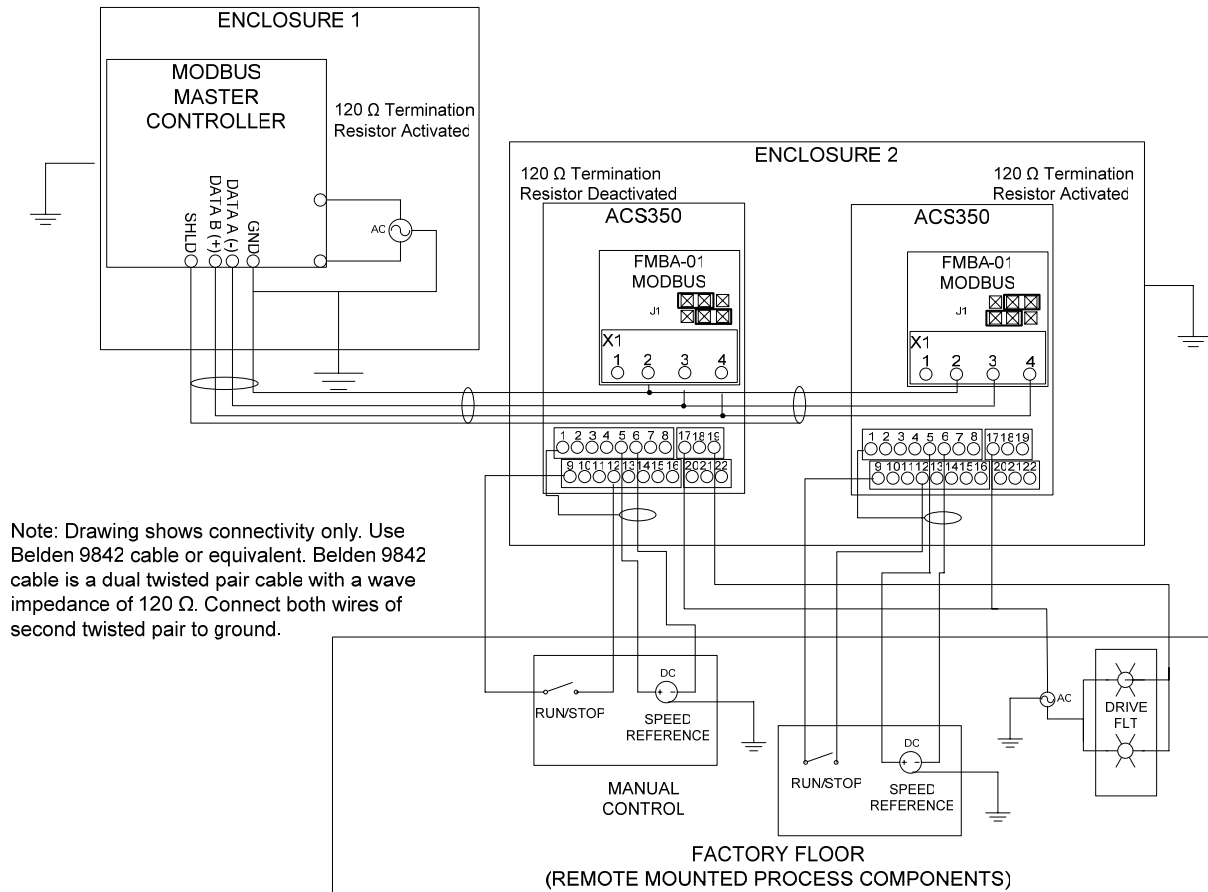 ENCLOSURE 1
MODBUS
MASTER
CONTROLLER
120 Ω Termination
Resistor Activated
SHLD
DATA B (+)
DATA A (-)
GND
AC
ENCLOSURE 2
120 Ω Termination
Resistor Deactivated
ACS350
FMBA-01
MODBUS
J1
X1
1 2 3 4
1 2 3 4 5 6 7 8 17 18 19
9 10 11 12 13 14 15 16 20 21 22
120 Ω Termination
Resistor Activated
ACS350
FMBA-01
MODBUS
J1
X1
1 2 3 4
1 2 3 4 5 6 7 8 17 18 19
9 10 11 12 13 14 15 16 20 21 22
Note: Drawing shows connectivity only. Use
Belden 9842 cable or equivalent. Belden 9842
cable is a dual twisted pair cable with a wave
impedance of 120 Ω. Connect both wires of
second twisted pair to ground.
RUN/STOP
DC
+ -
SPEED
REFERENCE
MANUAL
CONTROL
RUN/STOP
DC
+ -
SPEED
REFERENCE
AC
DRIVE
FLT
FACTORY FLOOR
(REMOTE MOUNTED PROCESS COMPONENTS)